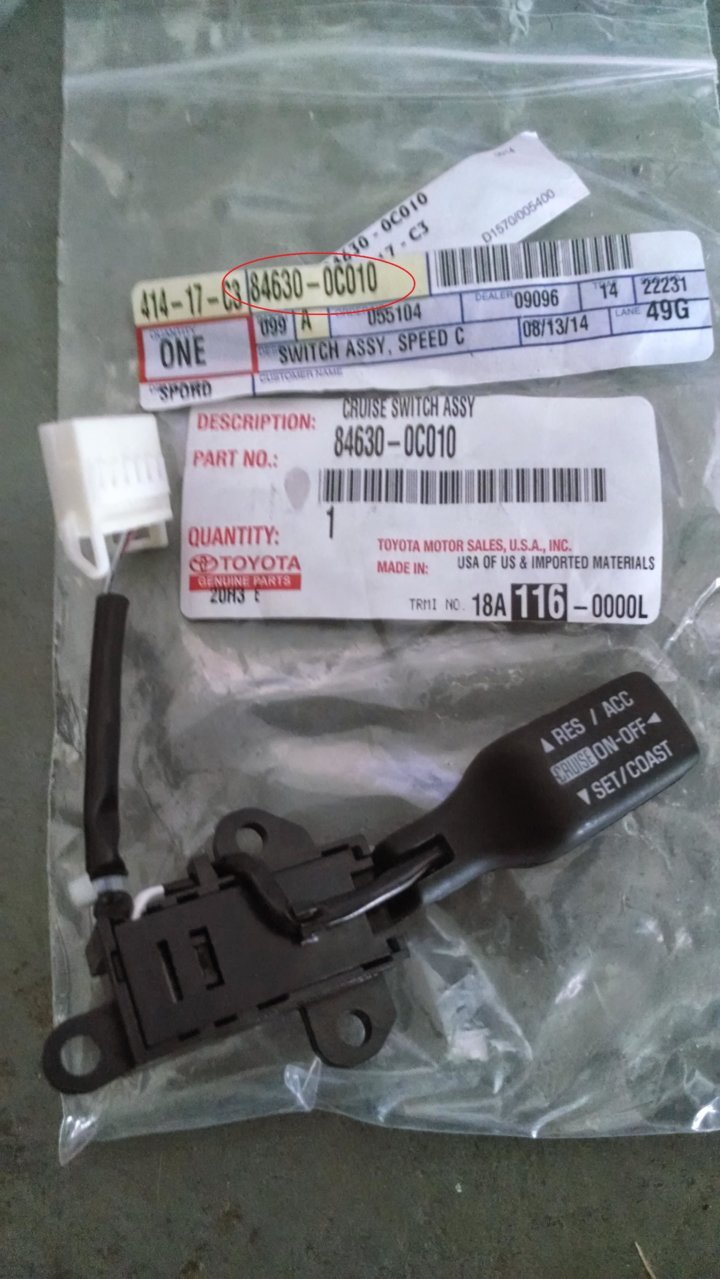 84630-0C010
17-C3
D1570/005400
414-17-C3 84630-0C010
DEALER 09096 14 22231
099 A 055104
08/13/14 LANE 49G
QUANTITY
ONE
SWITCH ASSY, SPEED C
SPORD CUSTOMER NAME
DESCRIPTION: CRUISE SWITCH ASSY
PART NO.: 84630-0C010
QUANTITY: 1
TOYOTA MOTOR SALES, U.S.A., INC.
TOYOTA
MADE IN: USA OF US & IMPORTED MATERIALS
GENUINE PARTS
20H3 E
TRMI NO. 18A 116 -0000L
▲RES / ACC
CRUISE ON-OFF◀
▼SET/COAST